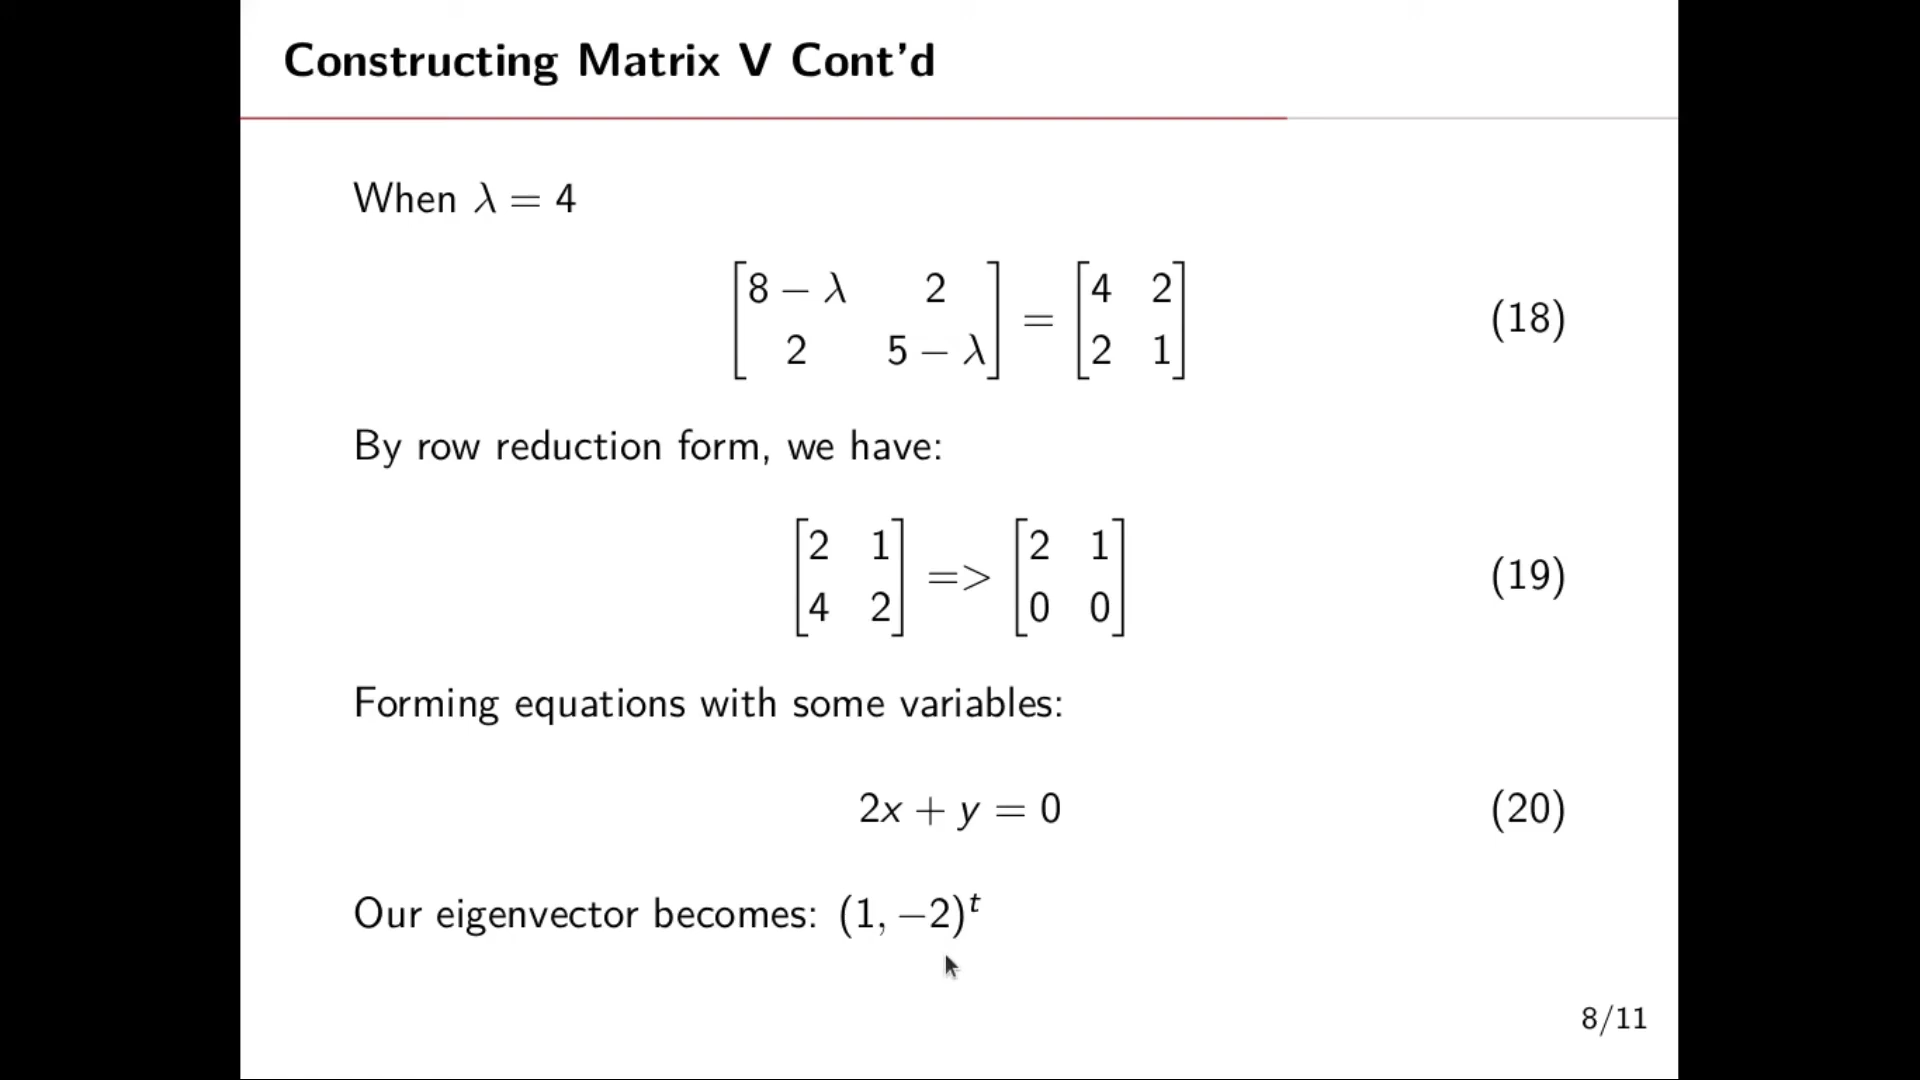 Constructing Matrix V Cont'd
When λ = 4
[8 − λ 2; 2 5 − λ] = [4 2; 2 1] (18)
By row reduction form, we have:
[2 1; 4 2] => [2 1; 0 0] (19)
Forming equations with some variables:
2x + y = 0 (20)
Our eigenvector becomes: (1, −2)ᵗ
8/11